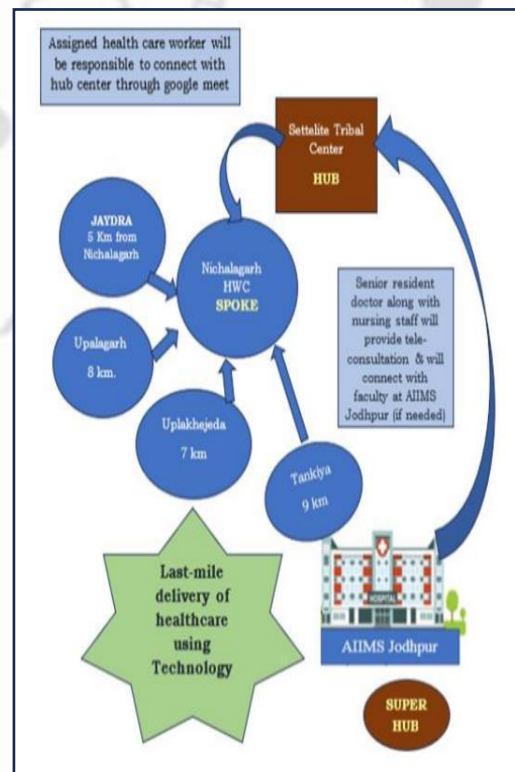 Assigned health care worker will
be responsible to connect with
hub center through google meet
Settelite Tribal
Center
HUB
JAYDRA
5 Km from
Nichalagarh
Nichalagarh
HWC
SPOKE
Upalagarh
8 km.
Uplakhejeda
7 km
Tankiya
9 km
Senior resident
doctor along with
nursing staff will
provide tele-
consultation & will
connect with
faculty at AIIMS
Jodhpur (if needed)
Last-mile
delivery of
healthcare
using
Technology
HOSPITAL
AIIMS Jodhpur
SUPER
HUB